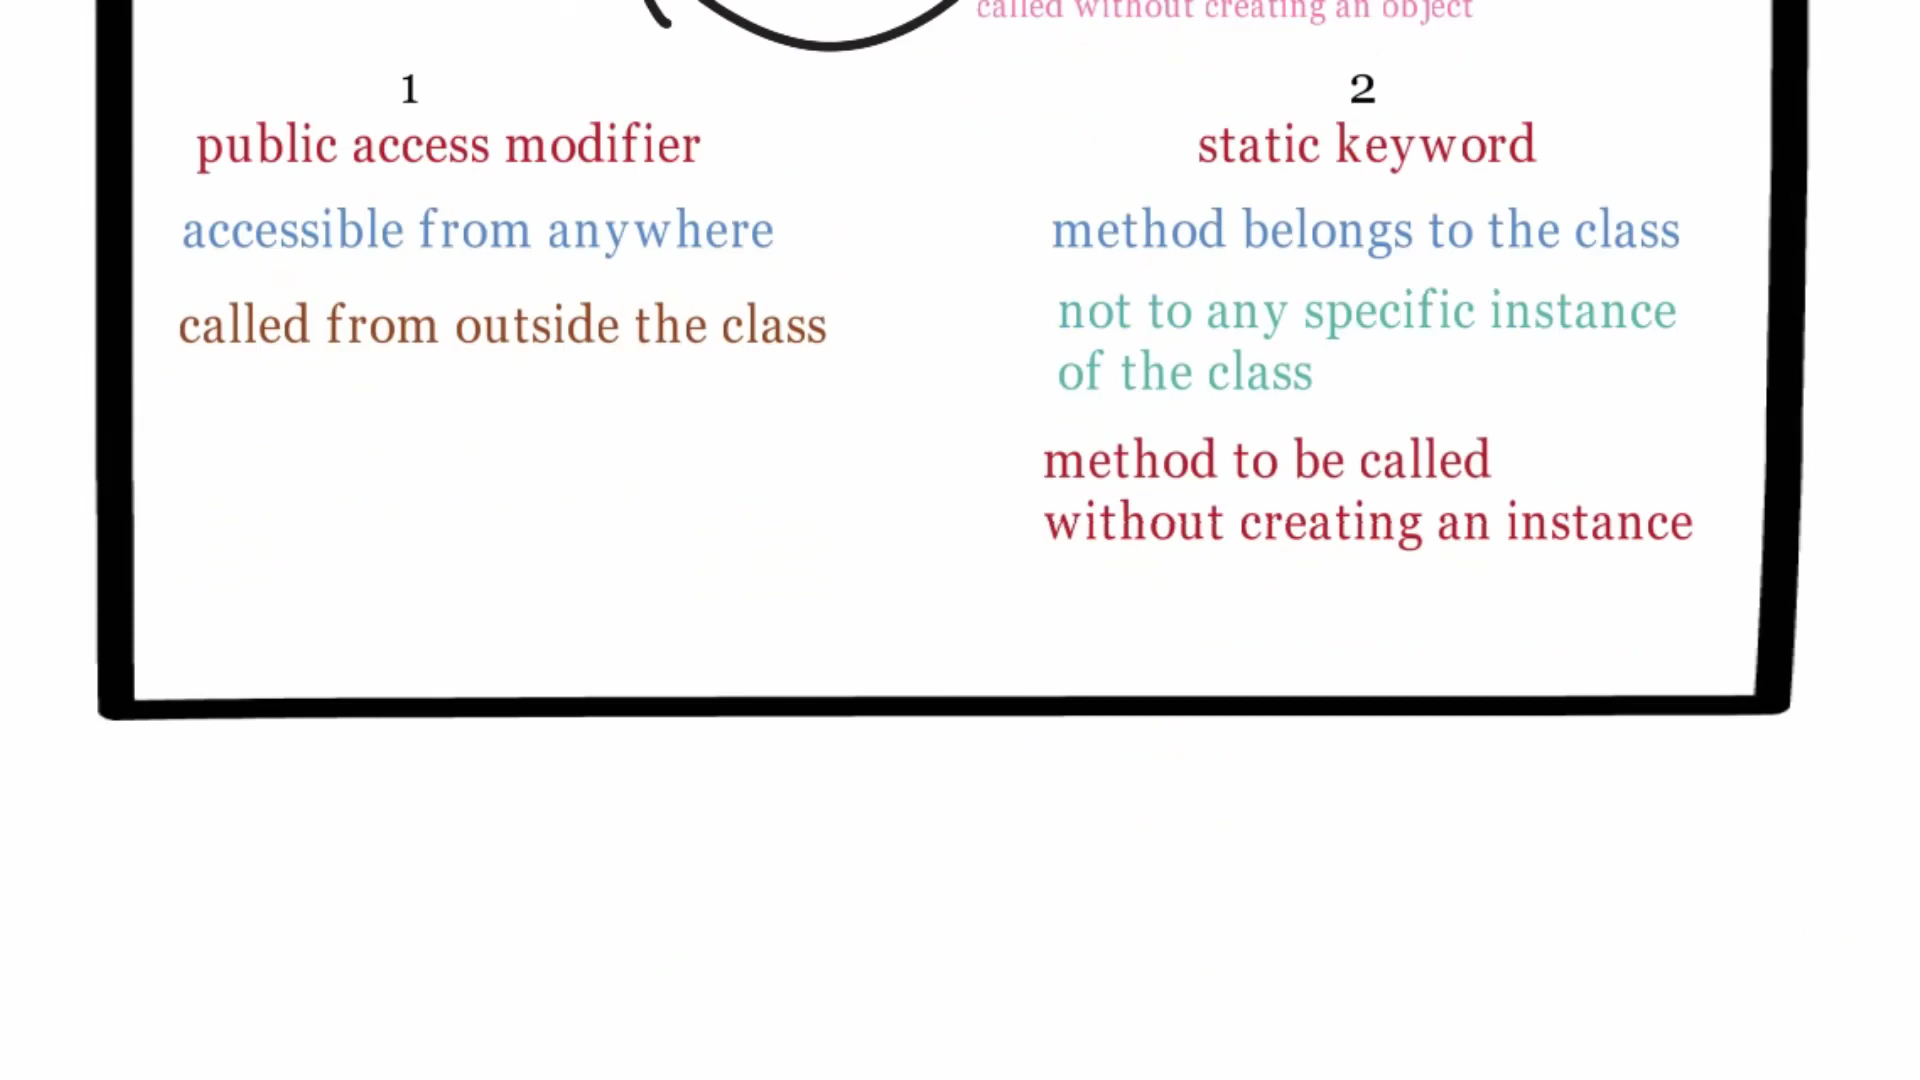 called without creating an object
1
public access modifier
accessible from anywhere
called from outside the class
2
static keyword
method belongs to the class
not to any specific instance
of the class
method to be called
without creating an instance